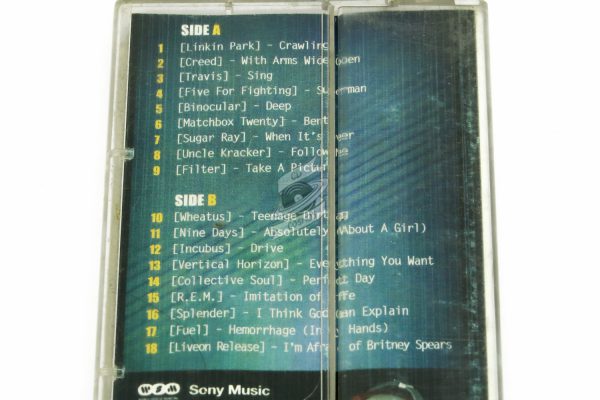 SIDE A
1 [Linkin Park] - Crawling
2 [Creed] - With Arms Wide Open
3 [Travis] - Sing
4 [Five For Fighting] - Superman
5 [Binocular] - Deep
6 [Matchbox Twenty] - Bent
7 [Sugar Ray] - When It's Over
8 [Uncle Kracker] - Follow Me
9 [Filter] - Take A Picture
SIDE B
10 [Wheatus] - Teenage Dirtbag
11 [Nine Days] - Absolutely (About A Girl)
12 [Incubus] - Drive
13 [Vertical Horizon] - Everything You Want
14 [Collective Soul] - Perfect Day
15 [R.E.M.] - Imitation of Life
16 [Splender] - I Think God Can Explain
17 [Fuel] - Hemorrhage (In My Hands)
18 [Liveon Release] - I'm Afraid of Britney Spears
WSM Sony Music